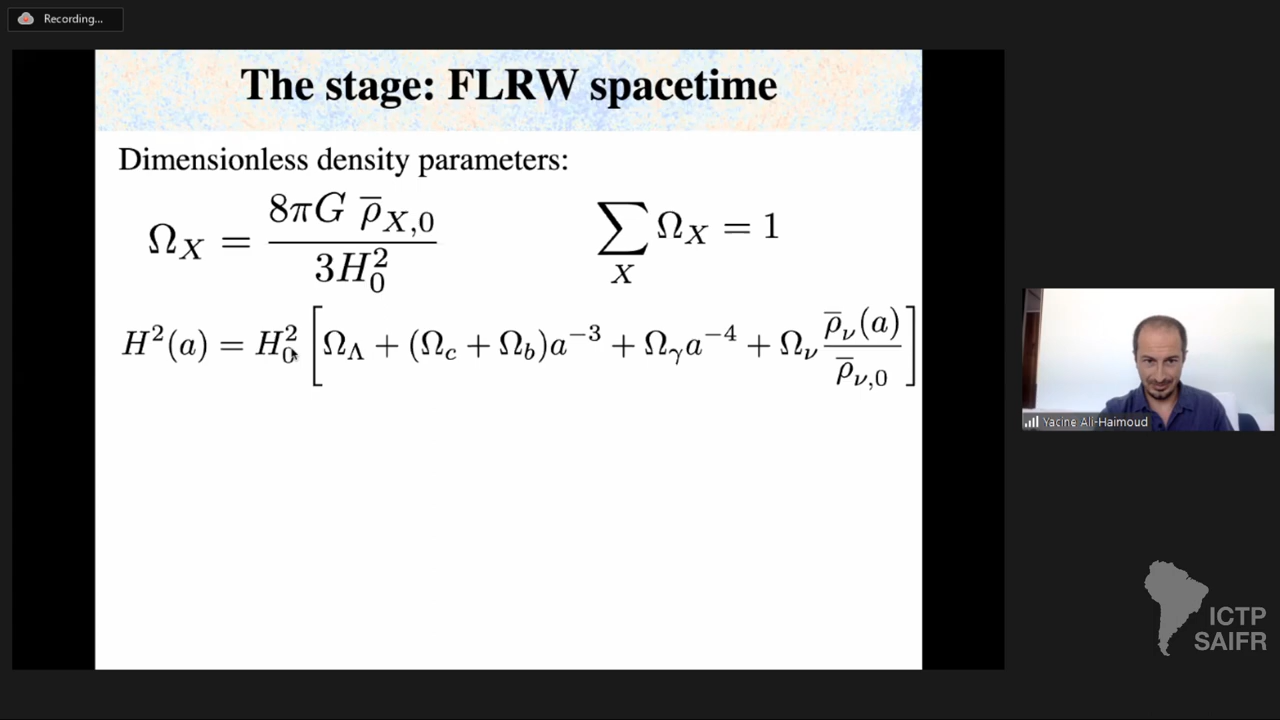 Recording...
The stage: FLRW spacetime
Dimensionless density parameters:
Ω_X = 8πG ρ̄_{X,0} / 3H_0^2
∑_X Ω_X = 1
H^2(a) = H_0^2 [Ω_Λ + (Ω_c + Ω_b)a^{-3} + Ω_γ a^{-4} + Ω_ν ρ̄_ν(a) / ρ̄_{ν,0}]
Yacine Ali-Haimoud
ICTP
SAIFR